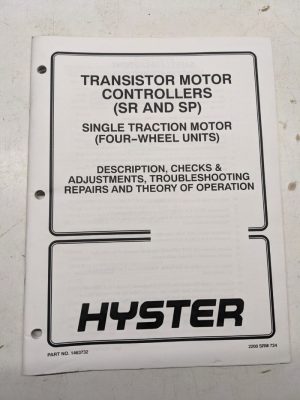 TRANSISTOR MOTOR
CONTROLLERS
(SR AND SP)
SINGLE TRACTION MOTOR
(FOUR-WHEEL UNITS)
DESCRIPTION, CHECKS &
ADJUSTMENTS, TROUBLESHOOTING
REPAIRS AND THEORY OF OPERATION
HYSTER
PART NO. 1463732 2200 SRM 724